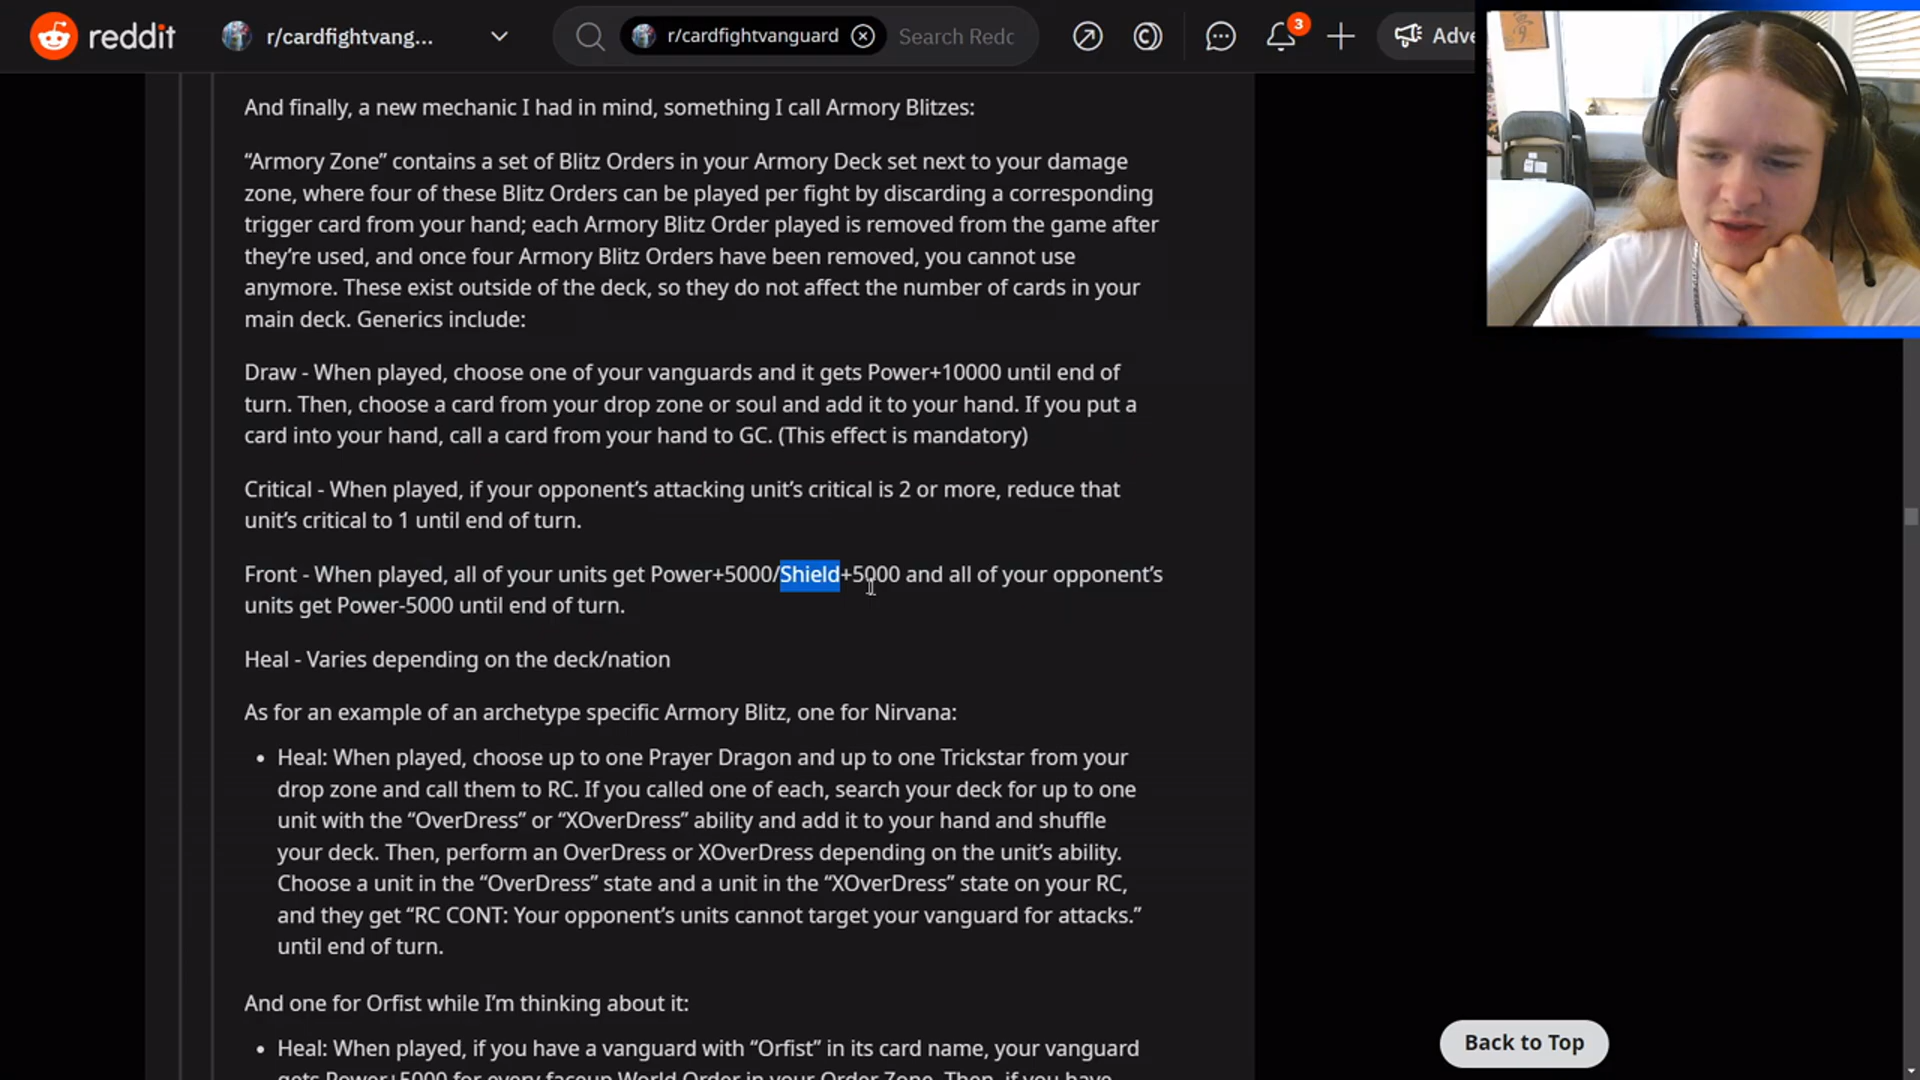 reddit
r/cardfightvang...
r/cardfightvanguard
Search Redc
3
Adve
And finally, a new mechanic I had in mind, something I call Armory Blitzes:
“Armory Zone” contains a set of Blitz Orders in your Armory Deck set next to your damage
zone, where four of these Blitz Orders can be played per fight by discarding a corresponding
trigger card from your hand; each Armory Blitz Order played is removed from the game after
they’re used, and once four Armory Blitz Orders have been removed, you cannot use
anymore. These exist outside of the deck, so they do not affect the number of cards in your
main deck. Generics include:
Draw - When played, choose one of your vanguards and it gets Power+10000 until end of
turn. Then, choose a card from your drop zone or soul and add it to your hand. If you put a
card into your hand, call a card from your hand to GC. (This effect is mandatory)
Critical - When played, if your opponent’s attacking unit’s critical is 2 or more, reduce that
unit’s critical to 1 until end of turn.
Front - When played, all of your units get Power+5000/Shield+5000 and all of your opponent’s
units get Power-5000 until end of turn.
Heal - Varies depending on the deck/nation
As for an example of an archetype specific Armory Blitz, one for Nirvana:
• Heal: When played, choose up to one Prayer Dragon and up to one Trickstar from your
drop zone and call them to RC. If you called one of each, search your deck for up to one
unit with the “OverDress” or “XOverDress” ability and add it to your hand and shuffle
your deck. Then, perform an OverDress or XOverDress depending on the unit’s ability.
Choose a unit in the “OverDress” state and a unit in the “XOverDress” state on your RC,
and they get “RC CONT: Your opponent’s units cannot target your vanguard for attacks.”
until end of turn.
And one for Orfist while I’m thinking about it:
• Heal: When played, if you have a vanguard with “Orfist” in its card name, your vanguard
gets Power+5000 for every faceup World Order in your Order Zone. Then, if you have
Back to Top